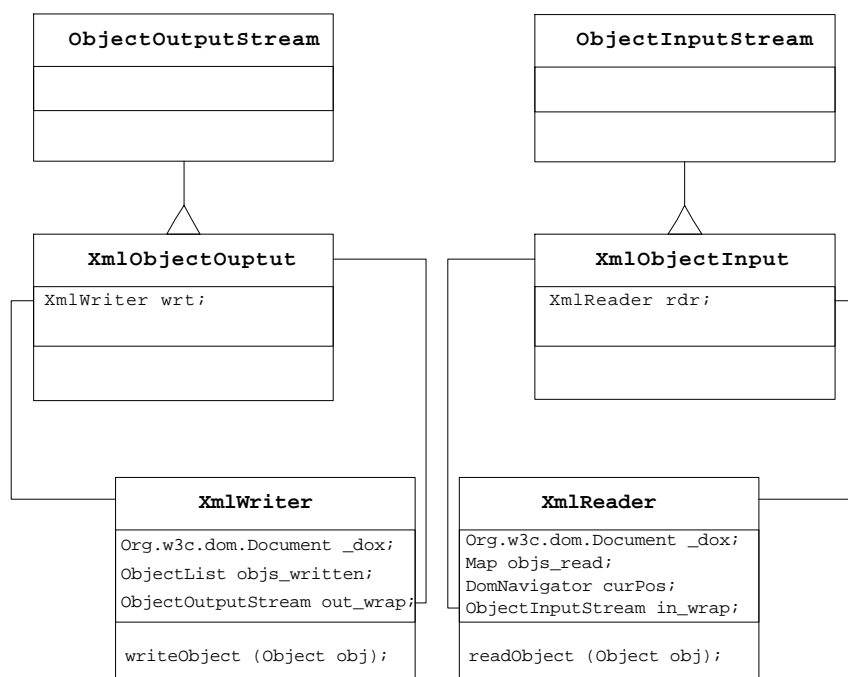 ObjectOutputStream
ObjectInputStream
XmlObjectOuptut
XmlWriter wrt;
XmlObjectInput
XmlReader rdr;
XmlWriter
Org.w3c.dom.Document _dox;
ObjectList objs_written;
ObjectOutputStream out_wrap;
writeObject (Object obj);
XmlReader
Org.w3c.dom.Document _dox;
Map objs_read;
DomNavigator curPos;
ObjectInputStream in_wrap;
readObject (Object obj);